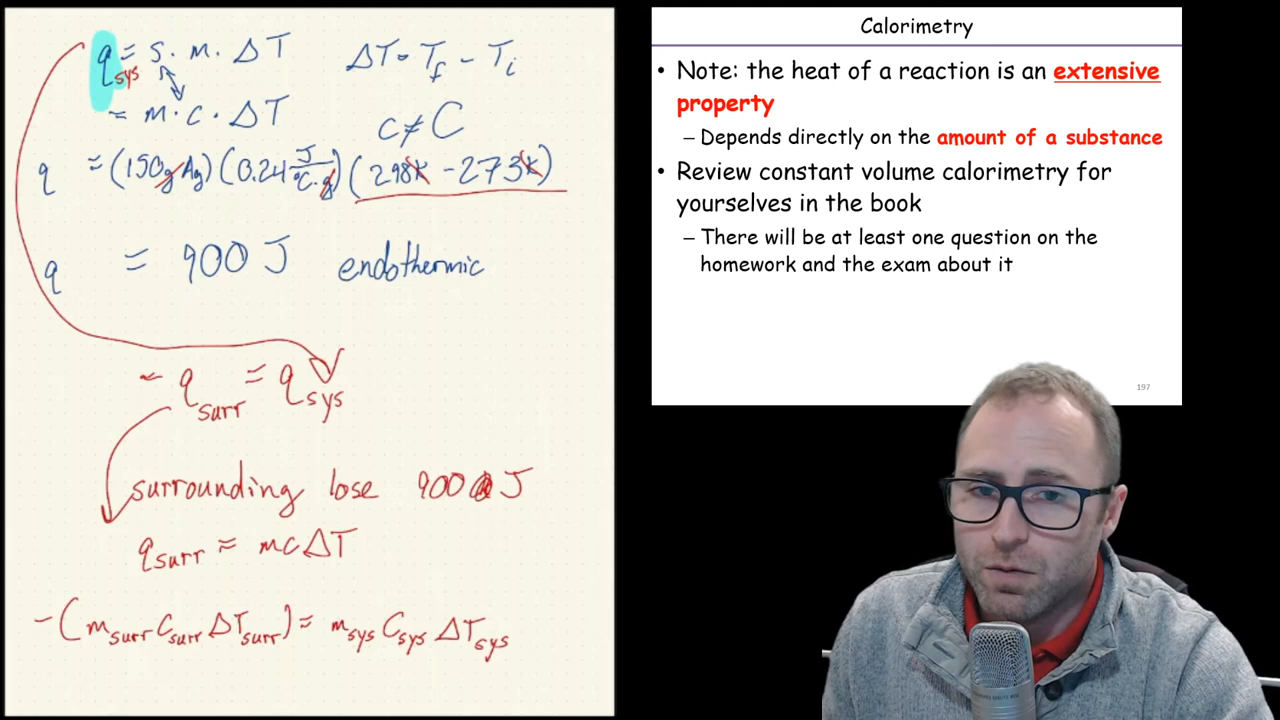 q_sys = s. m. ΔT    ΔT = T_f - T_i
= m. c. ΔT    c ≠ C
q = (150g Ag) (0.24 J/°C. g) (298K - 273K)
q = 900 J endothermic
- q_surr = q_sys
surrounding lose 900 J
q_surr = mcΔT
-(m_surr C_surr ΔT_surr) = m_sys C_sys ΔT_sys
Calorimetry
• Note: the heat of a reaction is an extensive
property
– Depends directly on the amount of a substance
• Review constant volume calorimetry for
yourselves in the book
– There will be at least one question on the
homework and the exam about it
197